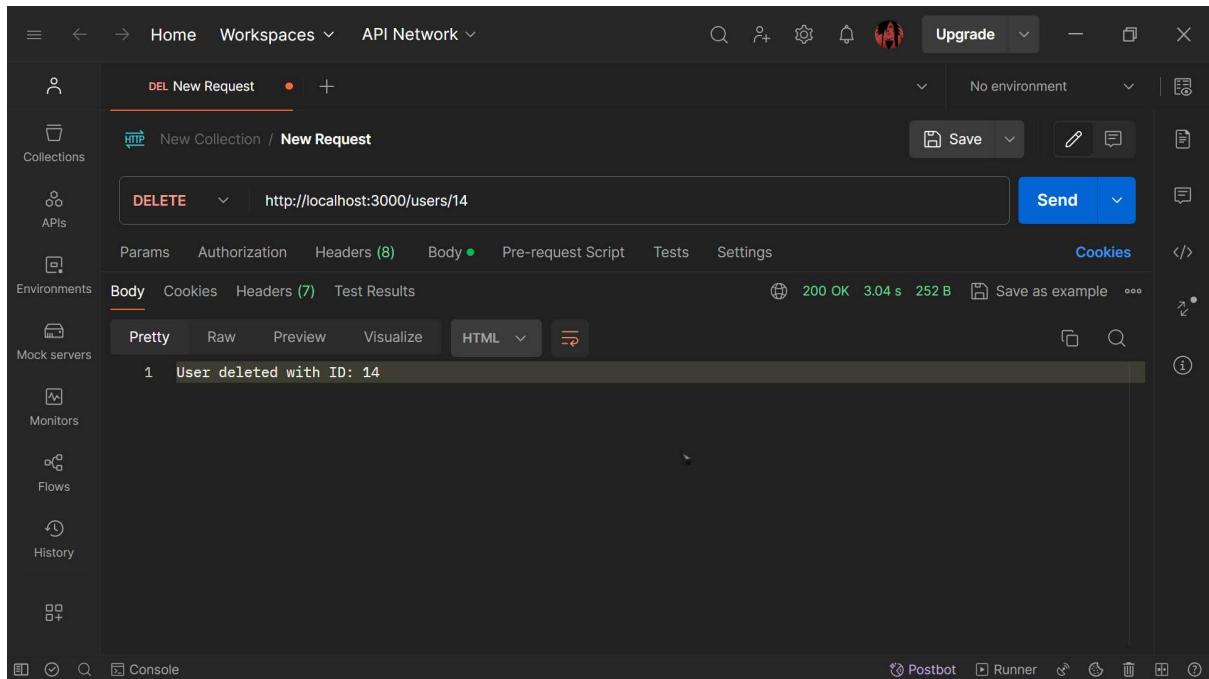 Home Workspaces API Network Upgrade
DEL New Request No environment
HTTP New Collection / New Request Save
Collections
DELETE http://localhost:3000/users/14 Send
APIs
Params Authorization Headers (8) Body Pre-request Script Tests Settings Cookies
Environments
Body Cookies Headers (7) Test Results 200 OK 3.04 s 252 B Save as example
Mock servers
Pretty Raw Preview Visualize HTML
1 User deleted with ID: 14
Monitors
Flows
History
Console Postbot Runner